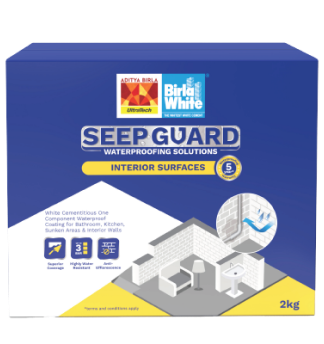 ADITYA BIRLA
UltraTech
Birla
White
SEEP GUARD
WATERPROOFING SOLUTIONS
INTERIOR SURFACES
5
White Cementitious One
Component Waterproof
Coating for Bathroom, Kitchen,
Sunken Areas & Interior Walls
3
Superior
Coverage
Highly Water
Resistant
Anti-
Efflorescence
*Terms and conditions apply
2kg